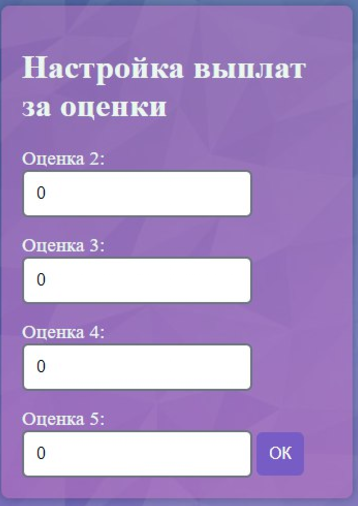 Настройка выплат
за оценки
Оценка 2:
0
Оценка 3:
0
Оценка 4:
0
Оценка 5:
0 ОК